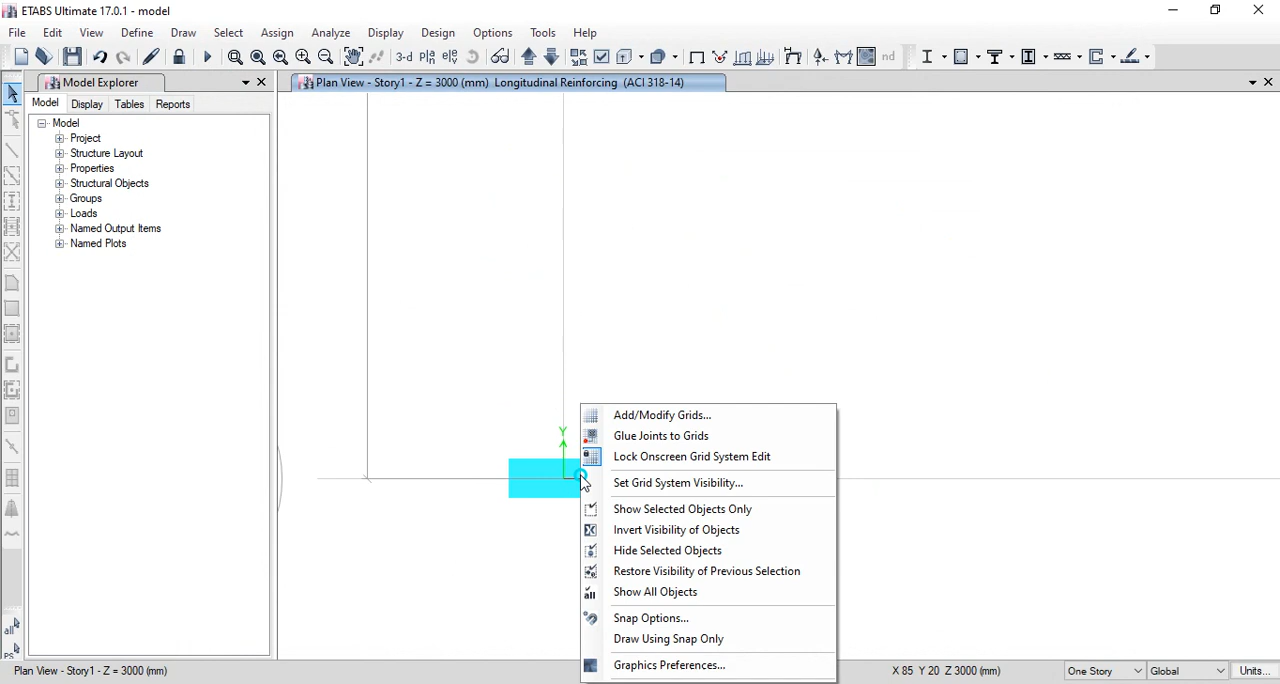 ETABS Ultimate 17.0.1 - model
File Edit View Define Draw Select Assign Analyze Display Design Options Tools Help
3-d nd
Model Explorer
Plan View - Story1 - Z = 3000 (mm) Longitudinal Reinforcing (ACI 318-14)
Model Display Tables Reports
Model
Project
Structure Layout
Properties
Structural Objects
Groups
Loads
Named Output Items
Named Plots
Y
Add/Modify Grids...
Glue Joints to Grids
Lock Onscreen Grid System Edit
Set Grid System Visibility...
Show Selected Objects Only
Invert Visibility of Objects
Hide Selected Objects
Restore Visibility of Previous Selection
all Show All Objects
Snap Options...
Draw Using Snap Only
Graphics Preferences...
all
PS
Plan View - Story1 - Z = 3000 (mm)
X 85 Y 20 Z 3000 (mm)
One Story
Global
Units...